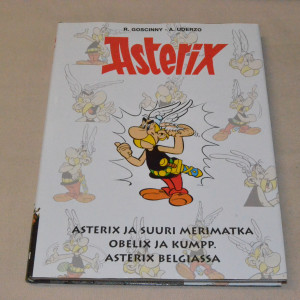 R. GOSCINNY - A. UDERZO
Asterix
ASTERIX JA SUURI MERIMATKA
OBELIX JA KUMPP.
ASTERIX BELGIASSA